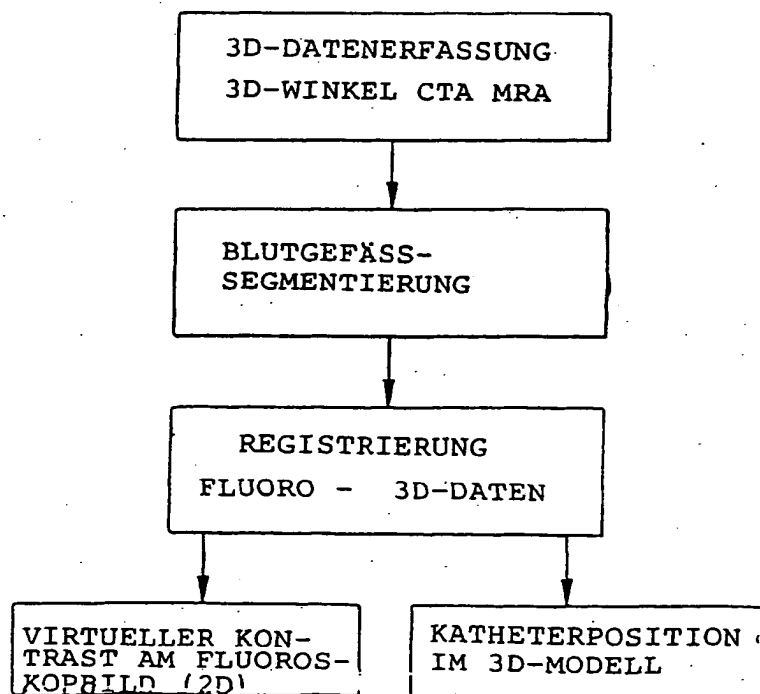 3D-DATENERFASSUNG
3D-WINKEL CTA MRA
BLUTGEFÄSS-
SEGMENTIERUNG
REGISTRIERUNG
FLUORO - 3D-DATEN
VIRTUELLER KON-
TRAST AM FLUOROS-
KOPBILD (2D)
KATHETERPOSITION
IM 3D-MODELL